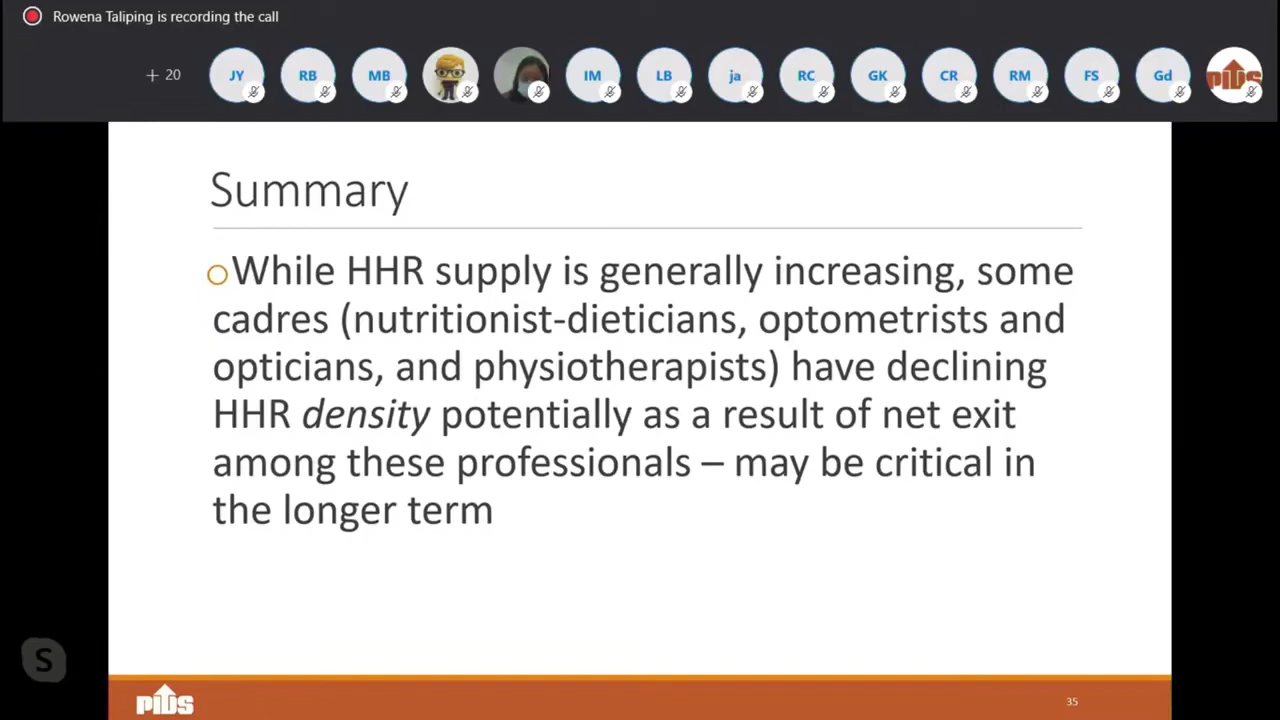 Rowena Taliping is recording the call
+ 20
JY
RB
MB
IM
LB
ja
RC
GK
CR
RM
FS
Gd
PIDS
Summary
While HHR supply is generally increasing, some
cadres (nutritionist-dieticians, optometrists and
opticians, and physiotherapists) have declining
HHR density potentially as a result of net exit
among these professionals – may be critical in
the longer term
S
PIDS
35